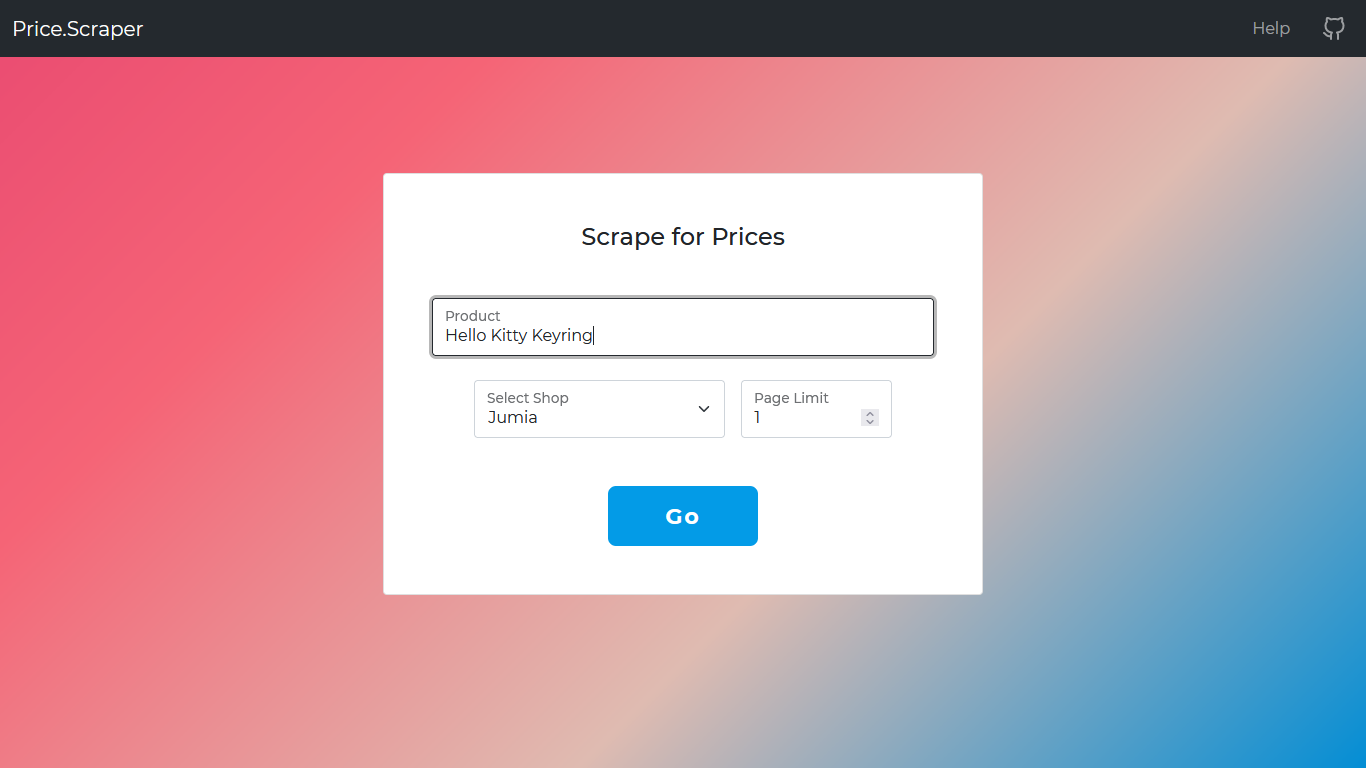 Price.Scraper
Help
Scrape for Prices
Product
Hello Kitty Keyring
Select Shop
Jumia
Page Limit
1
Go